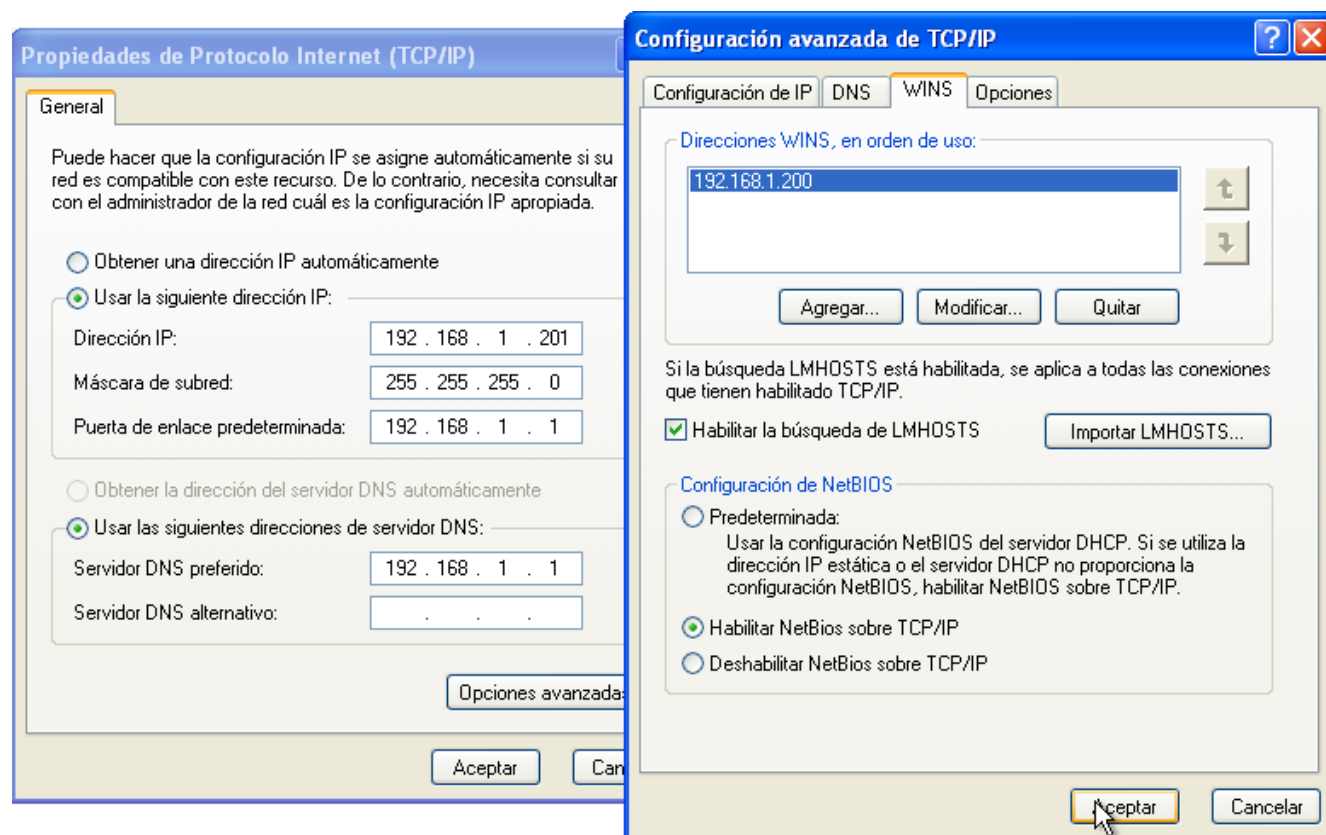 Propiedades de Protocolo Internet (TCP/IP)
General
Puede hacer que la configuración IP se asigne automáticamente si su
red es compatible con este recurso. De lo contrario, necesita consultar
con el administrador de la red cuál es la configuración IP apropiada.
Obtener una dirección IP automáticamente
Usar la siguiente dirección IP:
Dirección IP: 192 . 168 . 1 . 201
Máscara de subred: 255 . 255 . 255 . 0
Puerta de enlace predeterminada: 192 . 168 . 1 . 1
Obtener la dirección del servidor DNS automáticamente
Usar las siguientes direcciones de servidor DNS:
Servidor DNS preferido: 192 . 168 . 1 . 1
Servidor DNS alternativo: . . .
Opciones avanzadas
Aceptar Can
Configuración avanzada de TCP/IP
Configuración de IP DNS WINS Opciones
Direcciones WINS, en orden de uso:
192.168.1.200
Agregar... Modificar... Quitar
Si la búsqueda LMHOSTS está habilitada, se aplica a todas las conexiones
que tienen habilitado TCP/IP.
Habilitar la búsqueda de LMHOSTS Importar LMHOSTS...
Configuración de NetBIOS
Predeterminada:
Usar la configuración NetBIOS del servidor DHCP. Si se utiliza la
dirección IP estática o el servidor DHCP no proporciona la
configuración NetBIOS, habilitar NetBIOS sobre TCP/IP.
Habilitar NetBios sobre TCP/IP
Deshabilitar NetBios sobre TCP/IP
Aceptar Cancelar